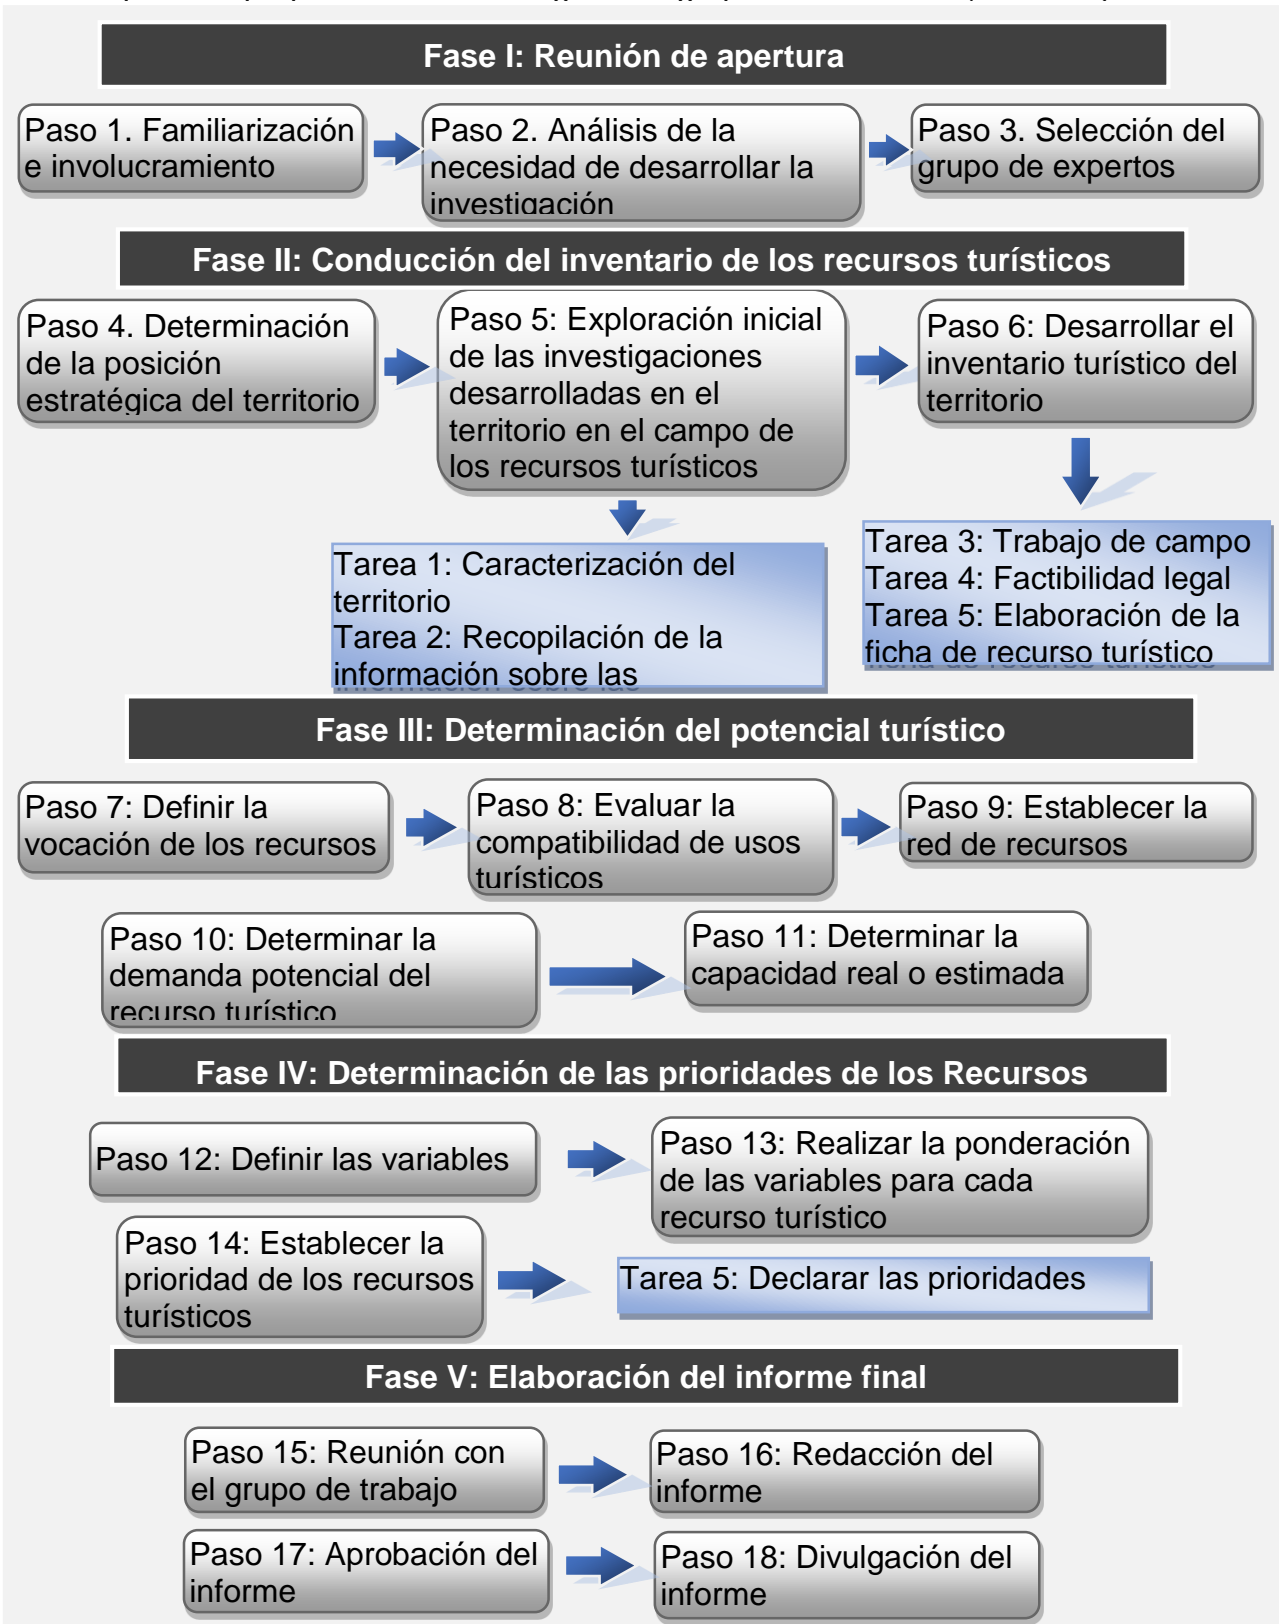 Fase I: Reunión de apertura
Paso 1. Familiarización
e involucramiento
Paso 2. Análisis de la
necesidad de desarrollar la
investigación
Paso 3. Selección del
grupo de expertos
Fase II: Conducción del inventario de los recursos turísticos
Paso 4. Determinación
de la posición
estratégica del territorio
Paso 5: Exploración inicial
de las investigaciones
desarrolladas en el
territorio en el campo de
los recursos turísticos
Paso 6: Desarrollar el
inventario turístico del
territorio
Tarea 1: Caracterización del
territorio
Tarea 2: Recopilación de la
información sobre las
Tarea 3: Trabajo de campo
Tarea 4: Factibilidad legal
Tarea 5: Elaboración de la
ficha de recurso turístico
Fase III: Determinación del potencial turístico
Paso 7: Definir la
vocación de los recursos
Paso 8: Evaluar la
compatibilidad de usos
turísticos
Paso 9: Establecer la
red de recursos
Paso 10: Determinar la
demanda potencial del
recurso turístico
Paso 11: Determinar la
capacidad real o estimada
Fase IV: Determinación de las prioridades de los Recursos
Paso 12: Definir las variables
Paso 13: Realizar la ponderación
de las variables para cada
recurso turístico
Paso 14: Establecer la
prioridad de los recursos
turísticos
Tarea 5: Declarar las prioridades
Fase V: Elaboración del informe final
Paso 15: Reunión con
el grupo de trabajo
Paso 16: Redacción del
informe
Paso 17: Aprobación del
informe
Paso 18: Divulgación del
informe